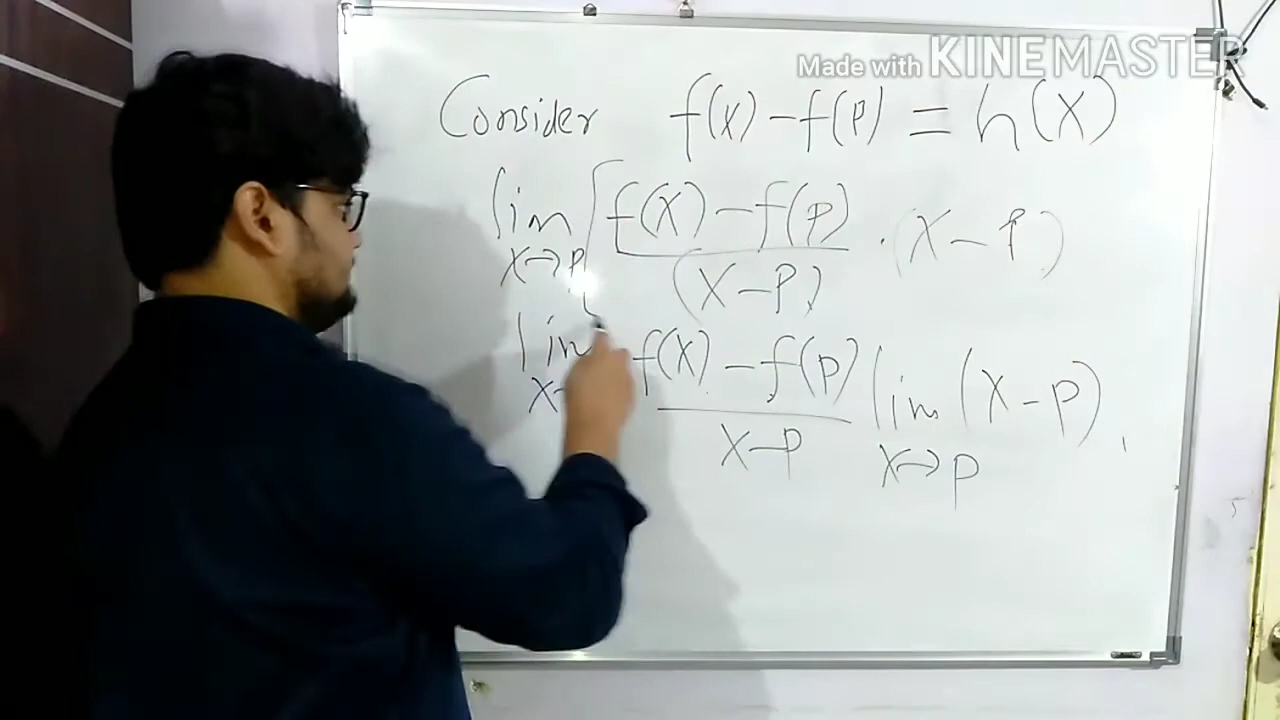 Made with KINEMASTER
Consider f(x) - f(p) = h(x)
lim [ f(x) - f(p) / (x - p) . (x - p)
x→p
lim f(x) - f(p) / x - p lim (x - p)
x→ x→p